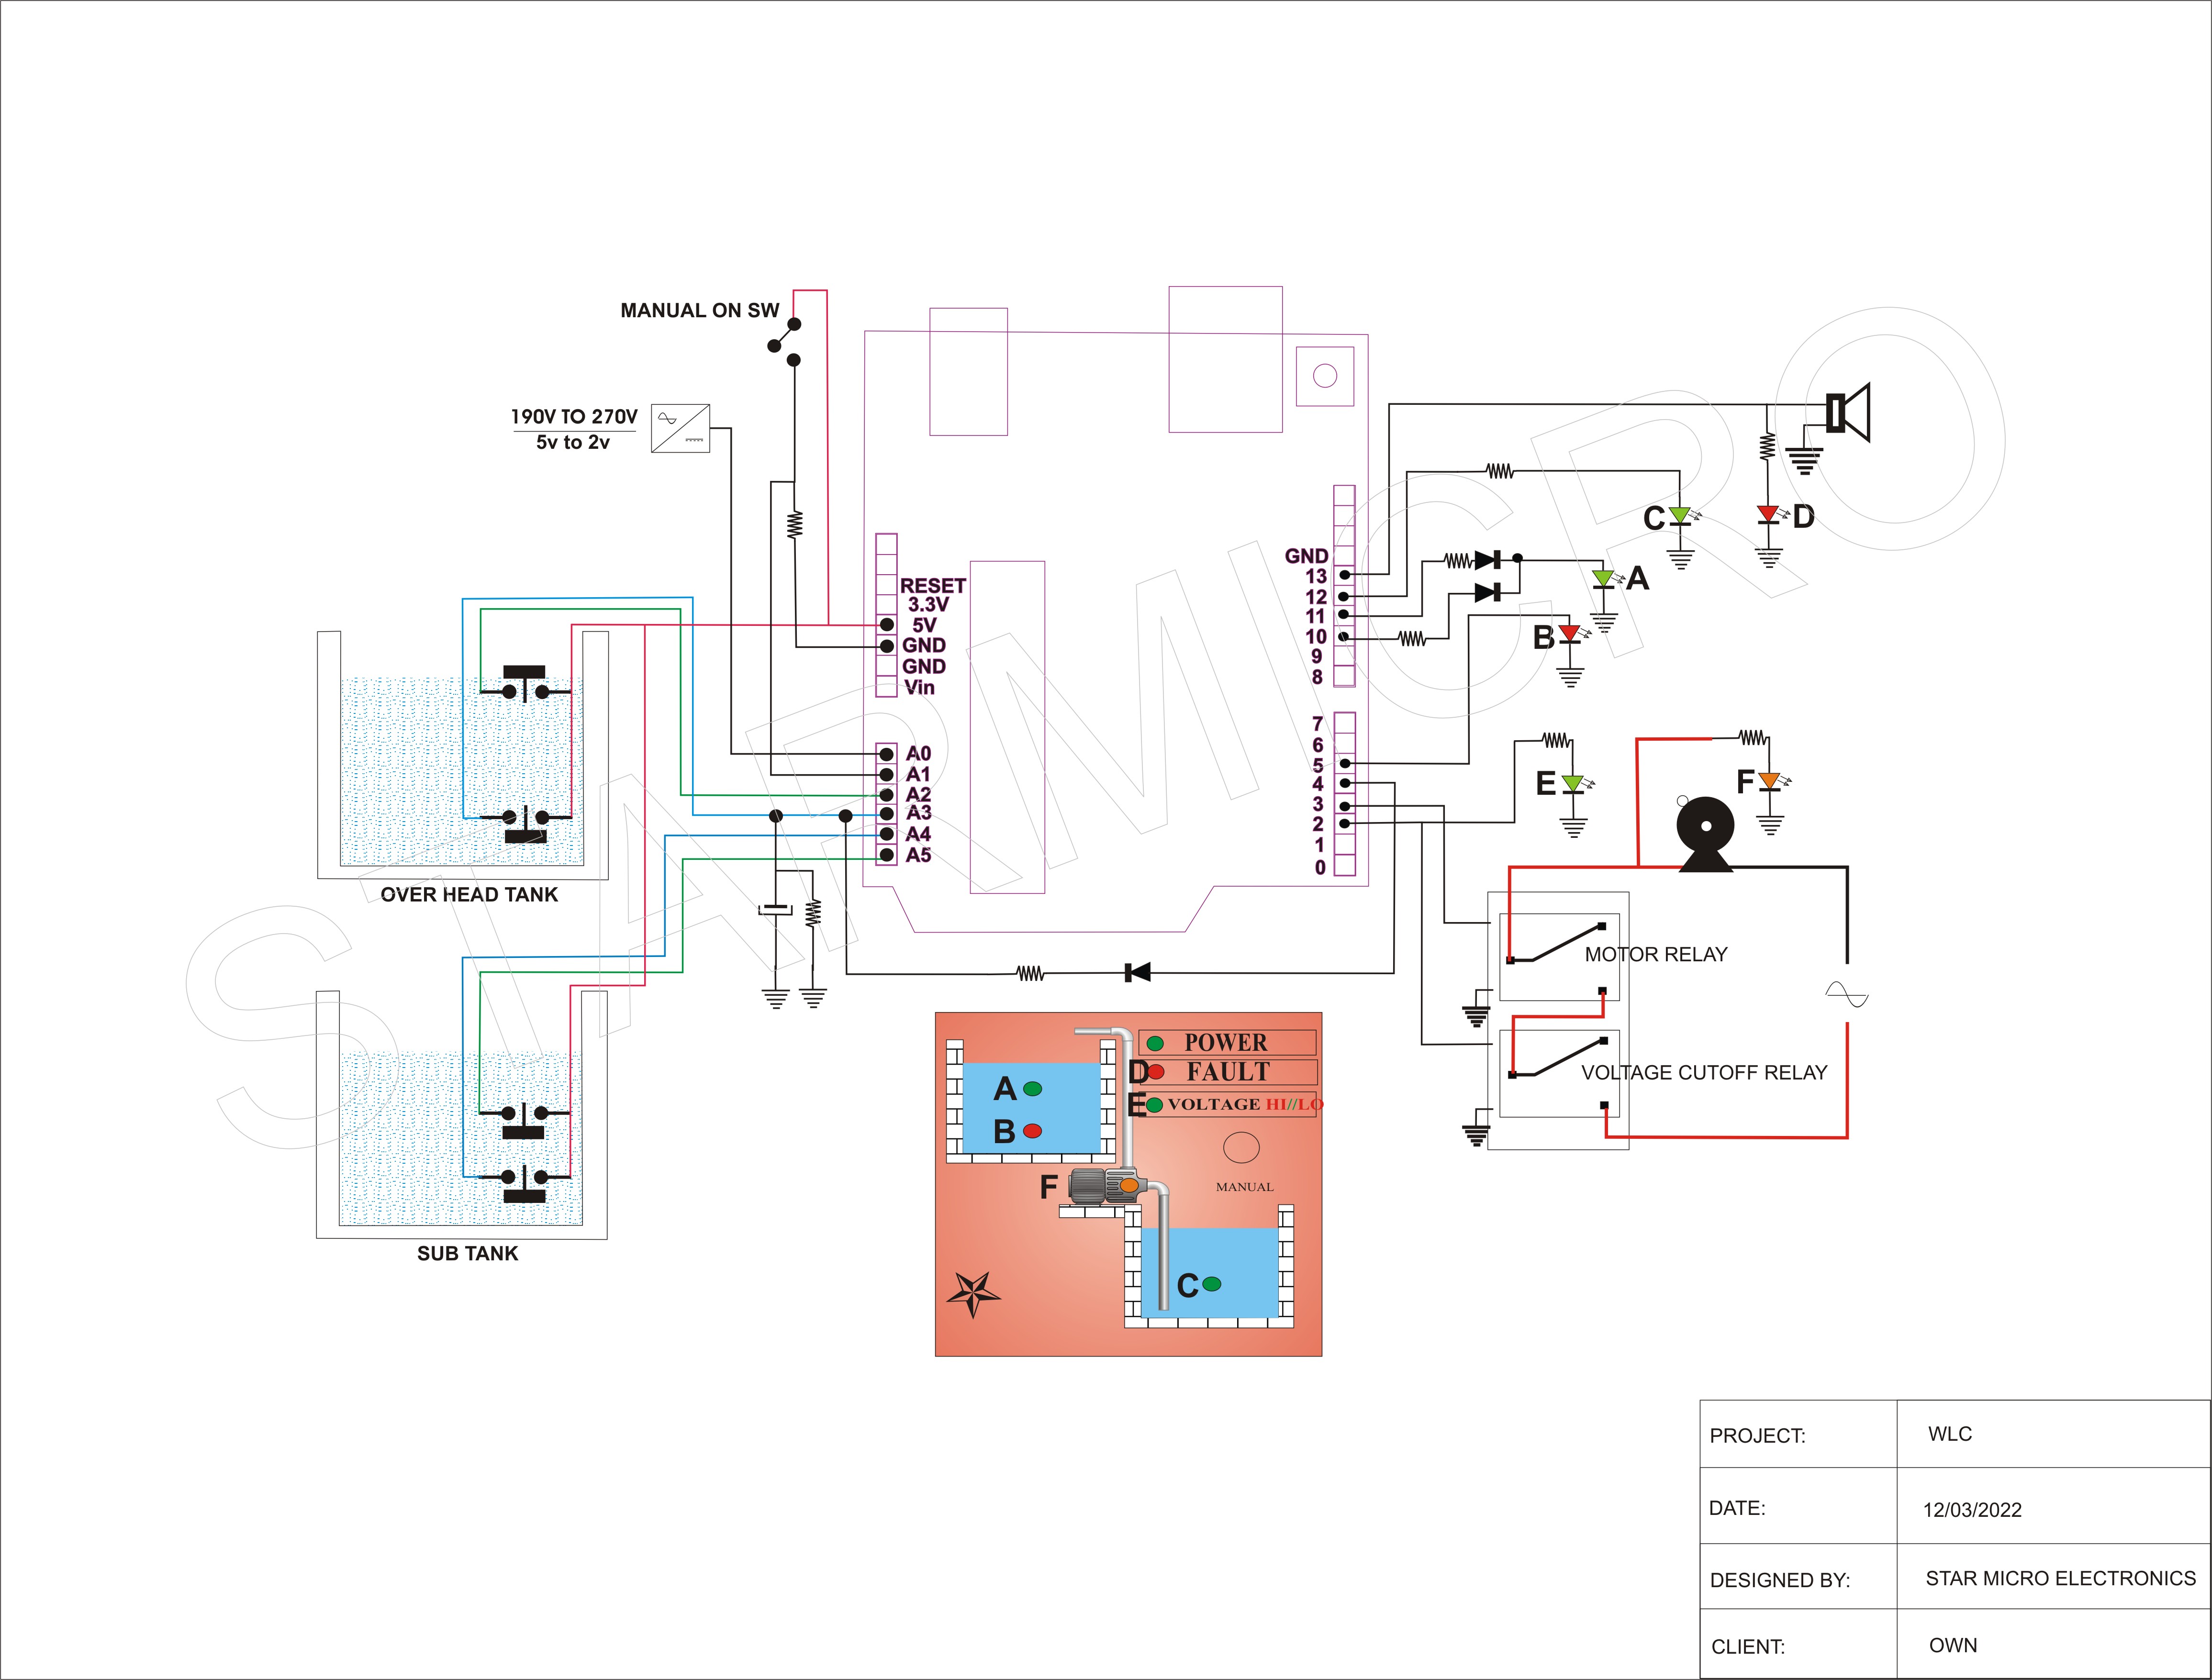 MANUAL ON SW
190V TO 270V
5v to 2v
RESET
3.3V
5V
GND
GND
Vin
A0
A1
A2
A3
A4
A5
GND
13
12
11
10
9
8
7
6
5
4
3
2
1
0
C
D
A
B
E
F
OVER HEAD TANK
SUB TANK
MOTOR RELAY
VOLTAGE CUTOFF RELAY
POWER
D FAULT
E VOLTAGE HI//LO
A
B
F
MANUAL
C
STAR MICRO
PROJECT: WLC
DATE: 12/03/2022
DESIGNED BY: STAR MICRO ELECTRONICS
CLIENT: OWN